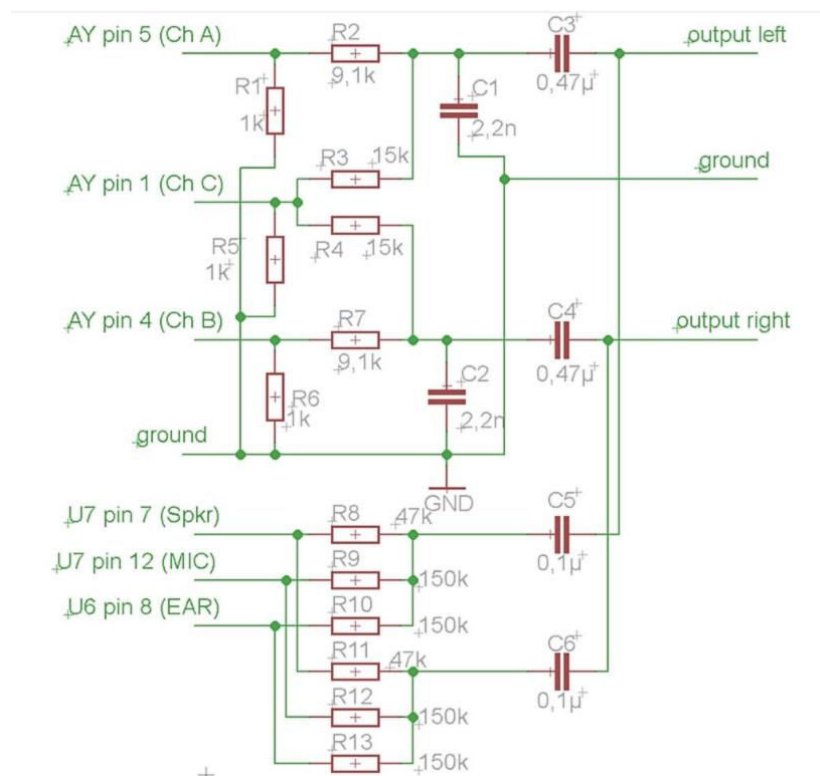 AY pin 5 (Ch A)
R2
9,1k
C3
0,47µ
output left
R1
1k
C1
2,2n
AY pin 1 (Ch C)
R3
15k
ground
R4
15k
R5
1k
AY pin 4 (Ch B)
R7
9,1k
C4
0,47µ
output right
R6
1k
C2
2,2n
ground
GND
U7 pin 7 (Spkr)
R8
47k
C5
0,1µ
U7 pin 12 (MIC)
R9
150k
U6 pin 8 (EAR)
R10
150k
R11
47k
C6
0,1µ
R12
150k
R13
150k